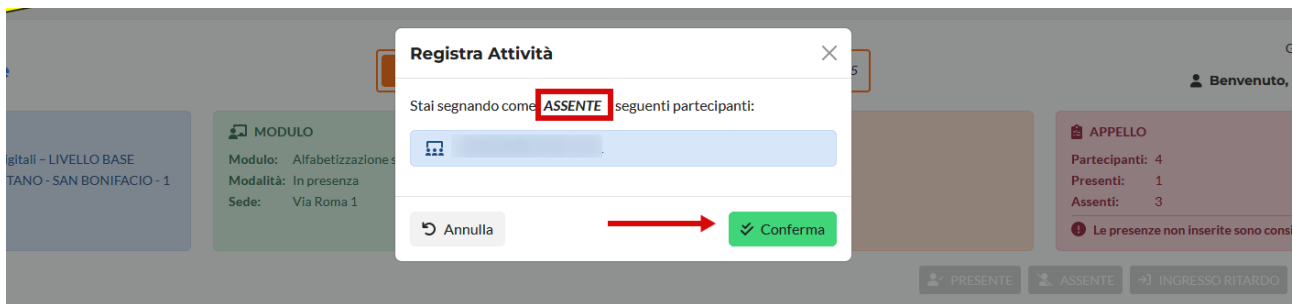 Registra Attività
Stai segnando come ASSENTE seguenti partecipanti:
Annulla
Conferma
5
Benvenuto,
igitali – LIVELLO BASE
TANO - SAN BONIFACIO - 1
MODULO
Modulo: Alfabetizzazione s
Modalità: In presenza
Sede: Via Roma 1
APPELLO
Partecipanti: 4
Presenti: 1
Assenti: 3
Le presenze non inserite sono consi
PRESENTE
ASSENTE
INGRESSO RITARDO